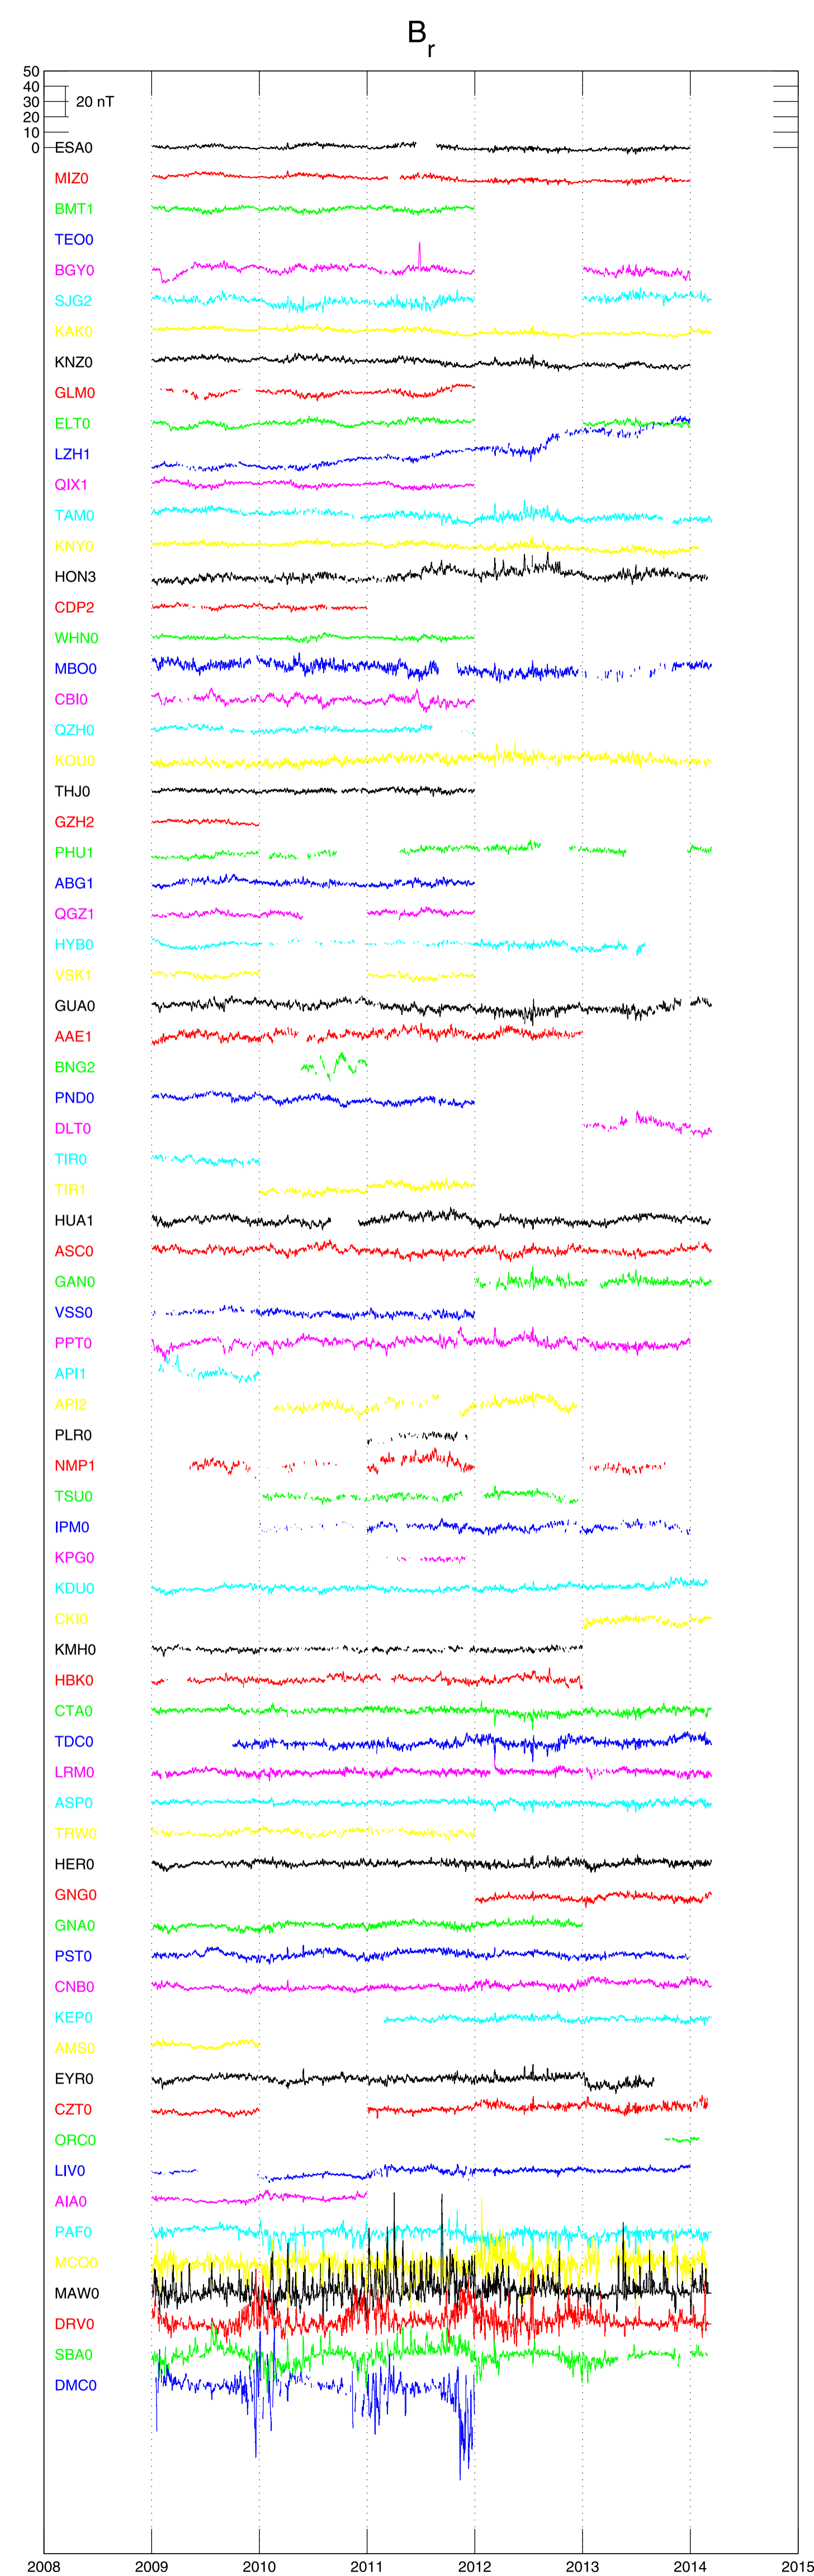 B_r
50
40
30
20
10
0
20 nT
ESA0
MIZ0
BMT1
TEO0
BGY0
SJG2
KAK0
KNZ0
GLM0
ELT0
LZH1
QIX1
TAM0
KNY0
HON3
CDP2
WHN0
MBO0
CBI0
QZH0
KOU0
THJ0
GZH2
PHU1
ABG1
QGZ1
HYB0
VSK1
GUA0
AAE1
BNG2
PND0
DLT0
TIR0
TIR1
HUA1
ASC0
GAN0
VSS0
PPT0
API1
API2
PLR0
NMP1
TSU0
IPM0
KPG0
KDU0
CKI0
KMH0
HBK0
CTA0
TDC0
LRM0
ASP0
TRW0
HER0
GNG0
GNA0
PST0
CNB0
KEP0
AMS0
EYR0
CZT0
ORC0
LIV0
AIA0
PAF0
MCQ0
MAW0
DRV0
SBA0
DMC0
2008 2009 2010 2011 2012 2013 2014 2015